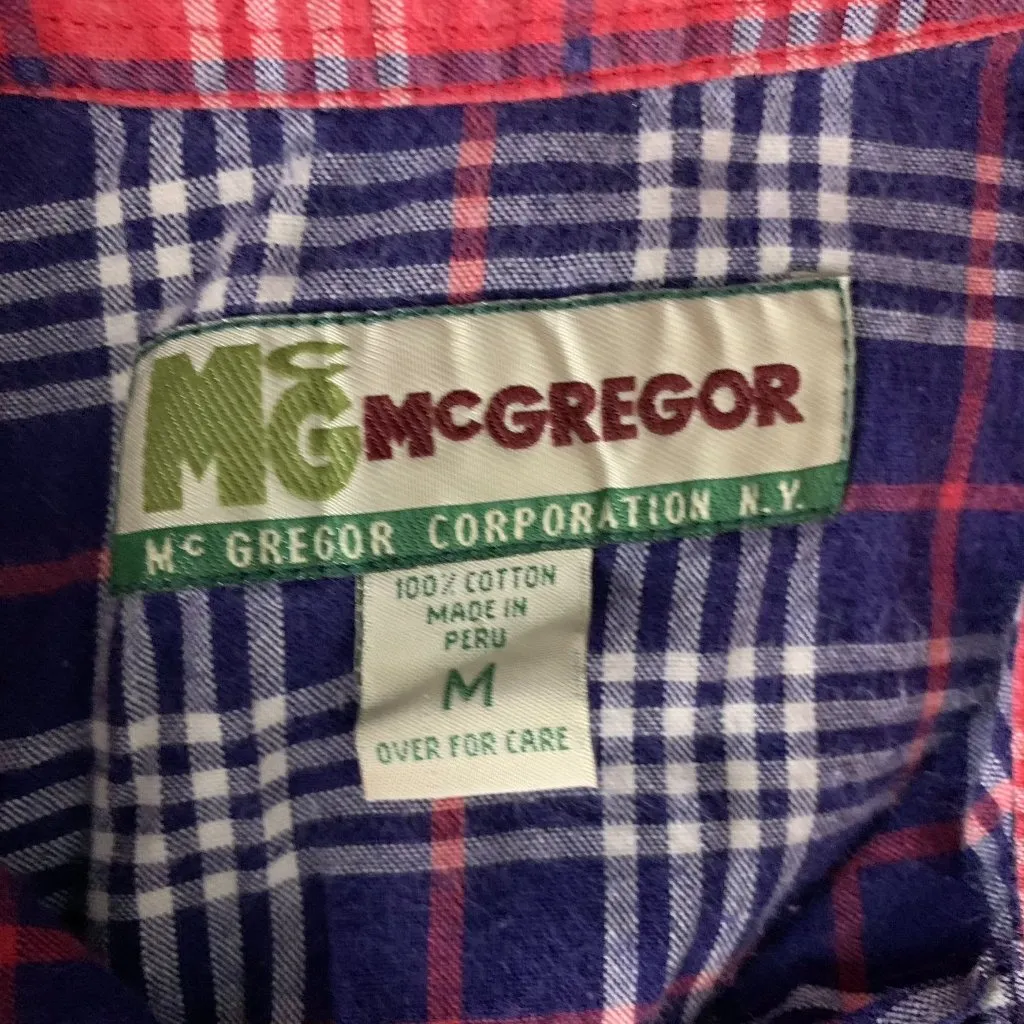 McG McGREGOR
Mc GREGOR CORPORATION N.Y.
100% COTTON
MADE IN
PERU
M
OVER FOR CARE